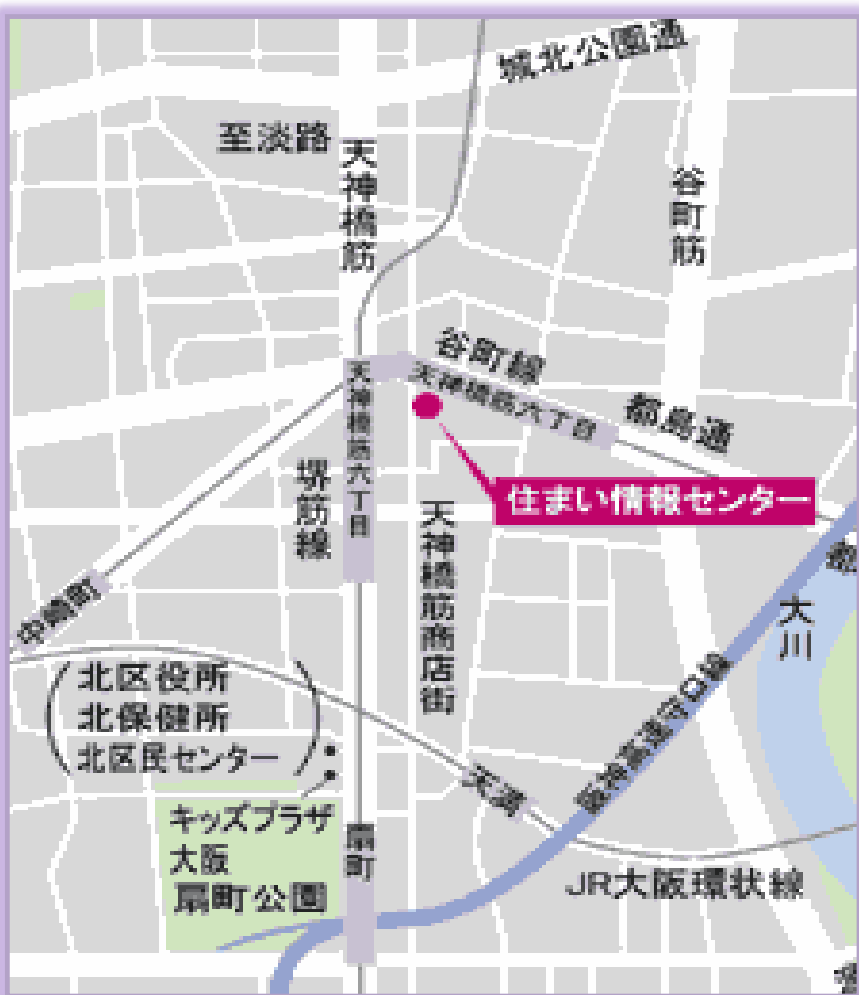 城北公園通
至淡路
天神橋筋
谷町筋
谷町線
天神橋筋六丁目
都島通
天神橋筋六丁目
堺筋線
住まい情報センター
天神橋筋商店街
中崎町
大川
北区役所
北保健所
北区民センター
阪神高速守口線
天満
キッズプラザ
大阪
扇町
扇町公園
JR大阪環状線